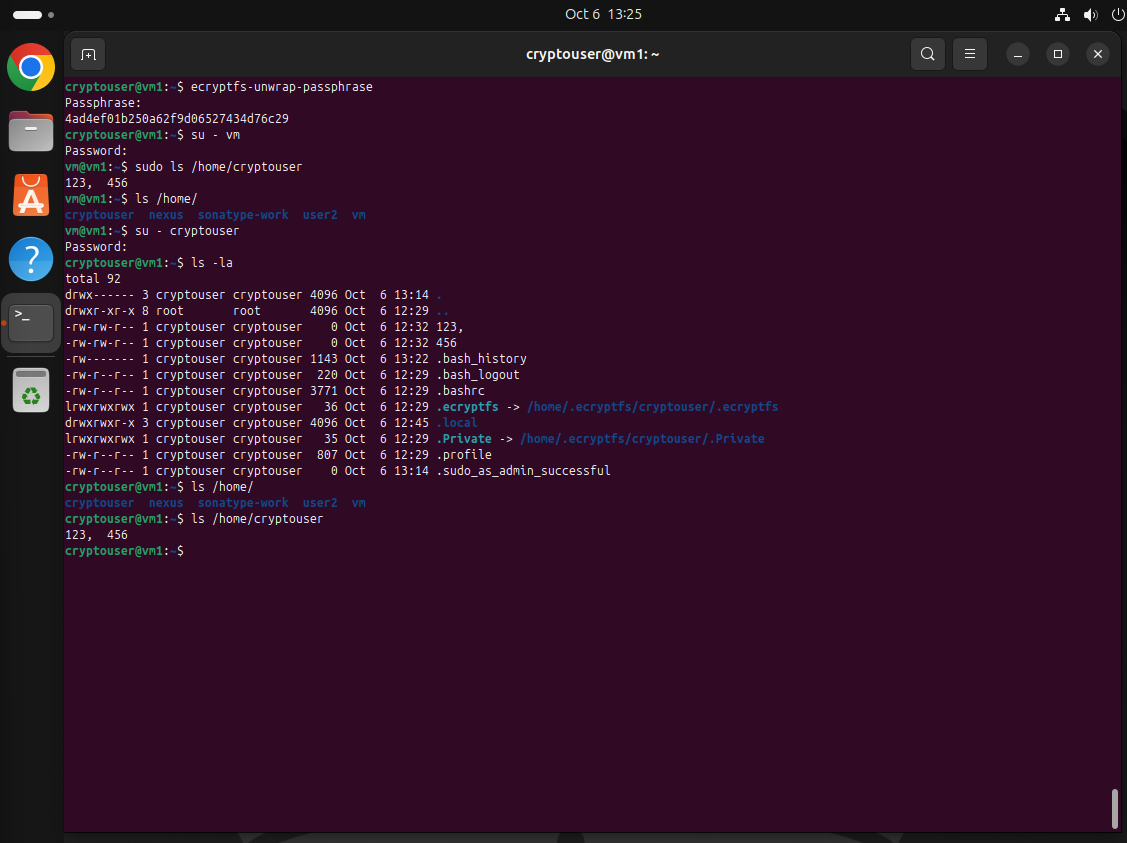 Oct 6 13:25
cryptouser@vm1: ~
cryptouser@vm1:~$ ecryptfs-unwrap-passphrase
Passphrase:
4ad4ef01b250a62f9d06527434d76c29
cryptouser@vm1:~$ su - vm
Password:
vm@vm1:~$ sudo ls /home/cryptouser
123,  456
vm@vm1:~$ ls /home/
cryptouser  nexus  sonatype-work  user2  vm
vm@vm1:~$ su - cryptouser
Password:
cryptouser@vm1:~$ ls -la
total 92
drwx------ 3 cryptouser cryptouser 4096 Oct  6 13:14 .
drwxr-xr-x 8 root       root       4096 Oct  6 12:29 ..
-rw-rw-r-- 1 cryptouser cryptouser    0 Oct  6 12:32 123,
-rw-rw-r-- 1 cryptouser cryptouser    0 Oct  6 12:32 456
-rw------- 1 cryptouser cryptouser 1143 Oct  6 13:22 .bash_history
-rw-r--r-- 1 cryptouser cryptouser  220 Oct  6 12:29 .bash_logout
-rw-r--r-- 1 cryptouser cryptouser 3771 Oct  6 12:29 .bashrc
lrwxrwxrwx 1 cryptouser cryptouser   36 Oct  6 12:29 .ecryptfs -> /home/.ecryptfs/cryptouser/.ecryptfs
drwxrwxr-x 3 cryptouser cryptouser 4096 Oct  6 12:45 .local
lrwxrwxrwx 1 cryptouser cryptouser   35 Oct  6 12:29 .Private -> /home/.ecryptfs/cryptouser/.Private
-rw-r--r-- 1 cryptouser cryptouser  807 Oct  6 12:29 .profile
-rw-r--r-- 1 cryptouser cryptouser    0 Oct  6 13:14 .sudo_as_admin_successful
cryptouser@vm1:~$ ls /home/
cryptouser  nexus  sonatype-work  user2  vm
cryptouser@vm1:~$ ls /home/cryptouser
123,  456
cryptouser@vm1:~$